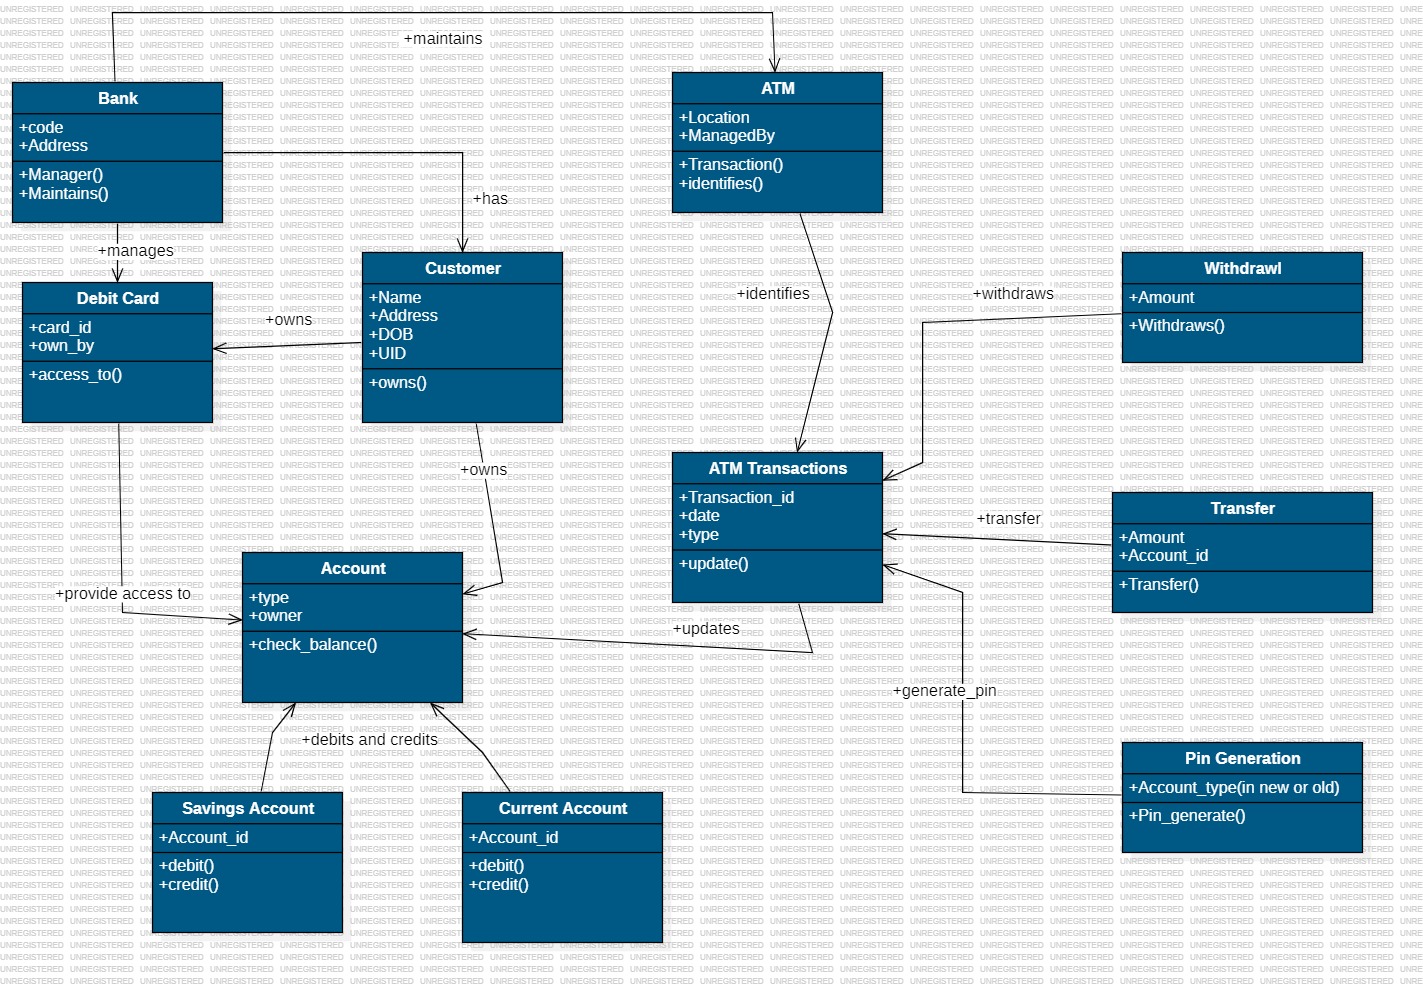 +maintains
Bank
+code
+Address
+Manager()
+Maintains()
ATM
+Location
+ManagedBy
+Transaction()
+identifies()
+has
+manages
Debit Card
+card_id
+own_by
+access_to()
+owns
Customer
+Name
+Address
+DOB
+UID
+owns()
+identifies
+withdraws
Withdrawl
+Amount
+Withdraws()
+owns
ATM Transactions
+Transaction_id
+date
+type
+update()
+transfer
Transfer
+Amount
+Account_id
+Transfer()
+provide access to
Account
+type
+owner
+check_balance()
+updates
+generate_pin
+debits and credits
Pin Generation
+Account_type(in new or old)
+Pin_generate()
Savings Account
+Account_id
+debit()
+credit()
Current Account
+Account_id
+debit()
+credit()
UNREGISTERED